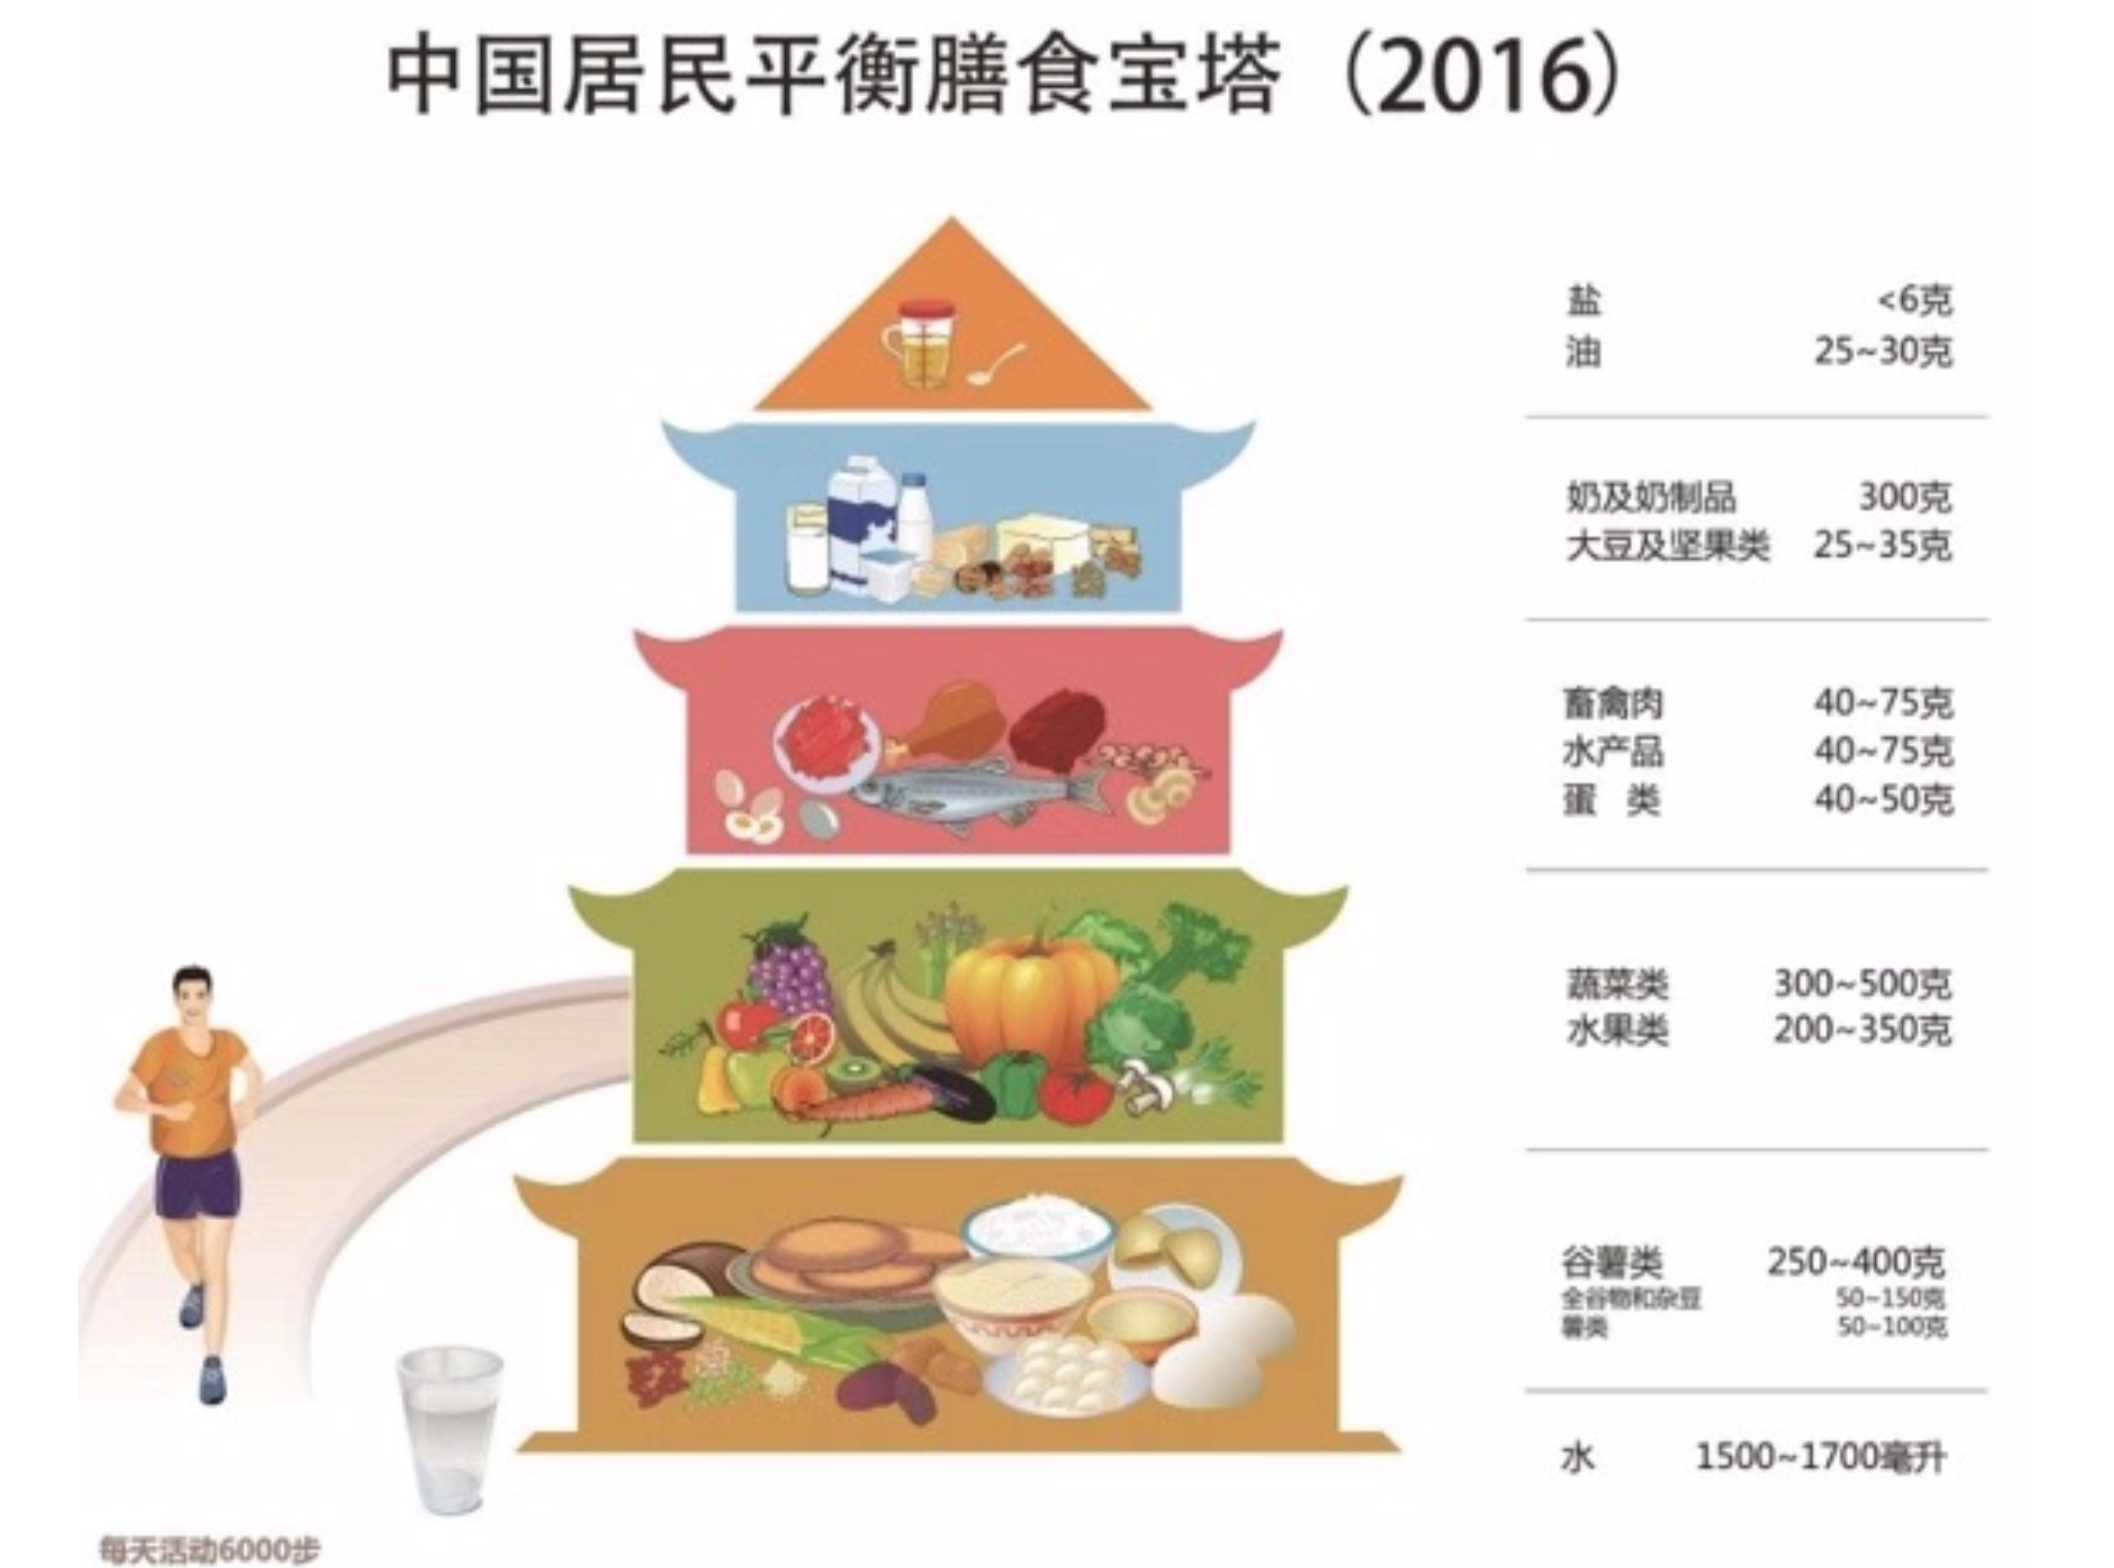 中国居民平衡膳食宝塔（2016）
盐 <6克
油 25~30克
奶及奶制品 300克
大豆及坚果类 25~35克
畜禽肉 40~75克
水产品 40~75克
蛋 类 40~50克
蔬菜类 300~500克
水果类 200~350克
谷薯类 250~400克
全谷物和杂豆 50~150克
薯类 50~100克
水 1500~1700毫升
每天活动6000步